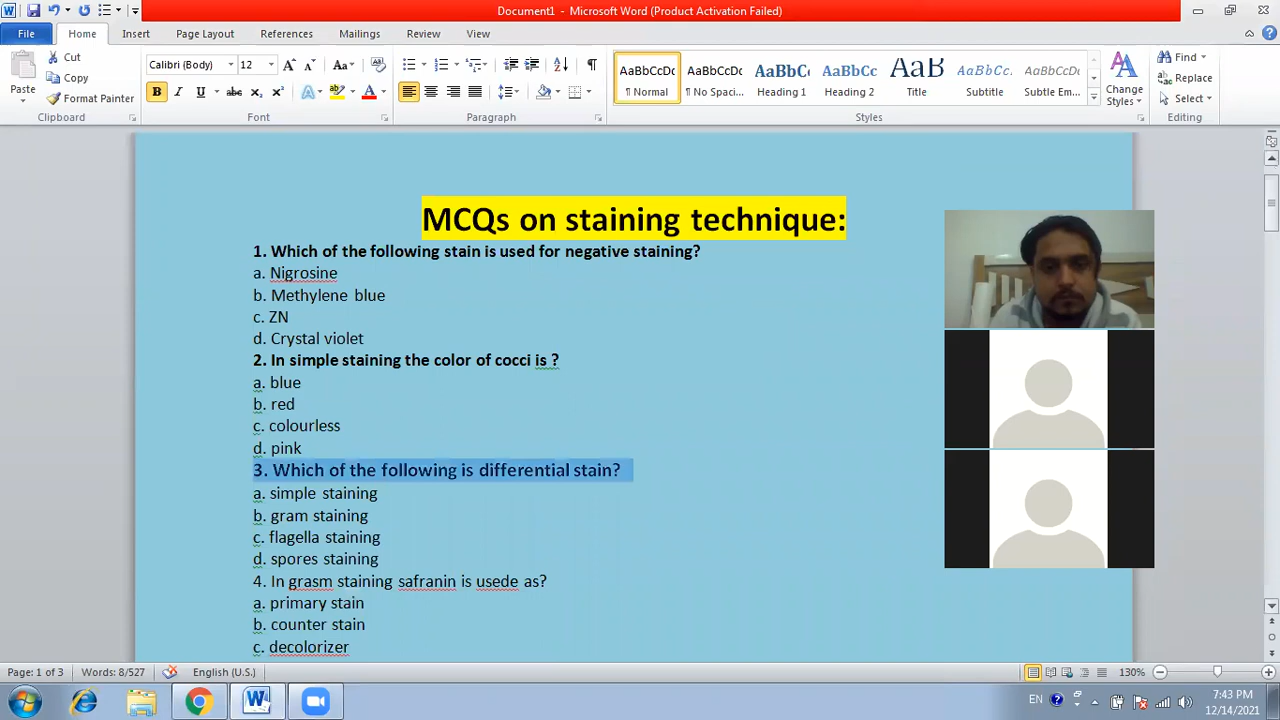 Document1 - Microsoft Word (Product Activation Failed)
File Home Insert Page Layout References Mailings Review View
Paste
Cut
Copy
Format Painter
Clipboard
Calibri (Body) 12
Font
Paragraph
AaBbCcDc AaBbCcDc AaBbCc AaBbCc AaB AaBbCcL AaBbCcDc
¶ Normal ¶ No Spaci... Heading 1 Heading 2 Title Subtitle Subtle Em...
Change Styles
Styles
Find
Replace
Select
Editing
MCQs on staining technique:
1. Which of the following stain is used for negative staining?
a. Nigrosine
b. Methylene blue
c. ZN
d. Crystal violet
2. In simple staining the color of cocci is ?
a. blue
b. red
c. colourless
d. pink
3. Which of the following is differential stain?
a. simple staining
b. gram staining
c. flagella staining
d. spores staining
4. In grasm staining safranin is usede as?
a. primary stain
b. counter stain
c. decolorizer
Page: 1 of 3 Words: 8/527 English (U.S.) 130%
EN 7:43 PM
12/14/2021